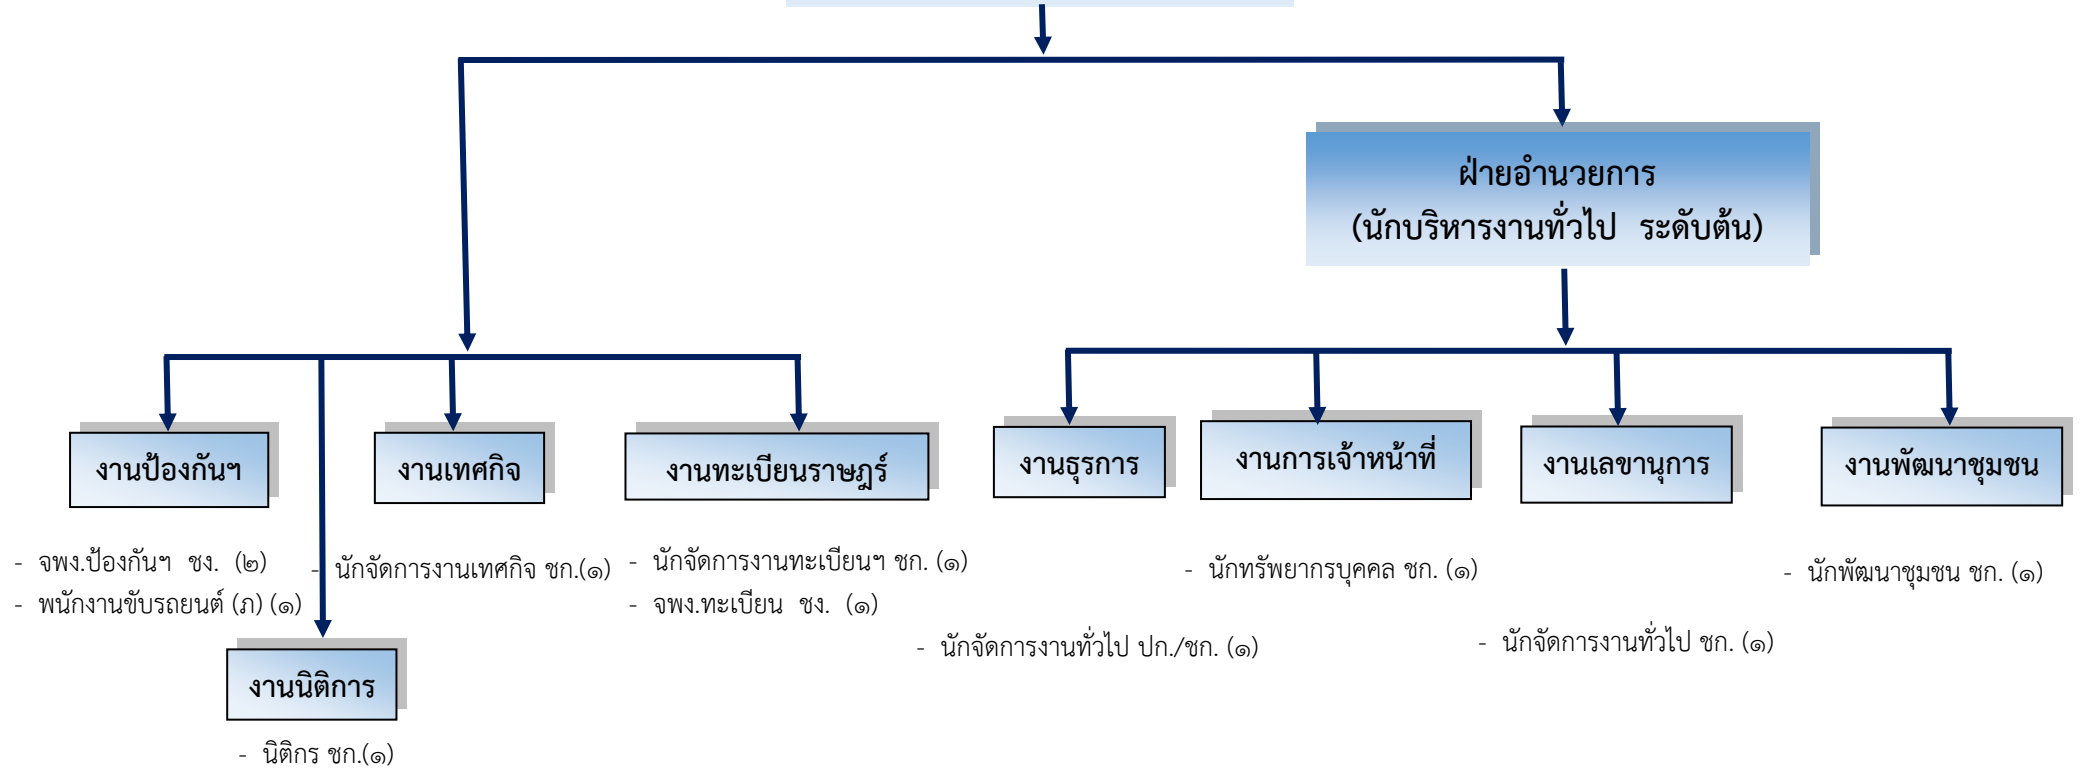 ฝ่ายอำนวยการ
(นักบริหารงานทั่วไป ระดับต้น)
งานป้องกันฯ
งานเทศกิจ
งานทะเบียนราษฎร์
งานธุรการ
งานการเจ้าหน้าที่
งานเลขานุการ
งานพัฒนาชุมชน
- จพง.ป้องกันฯ ชง. (๒)
- พนักงานขับรถยนต์ (ภ) (๑)
- นักจัดการงานเทศกิจ ชก.(๑)
- นักจัดการงานทะเบียนฯ ชก. (๑)
- จพง.ทะเบียน ชง. (๑)
- นักจัดการงานทั่วไป ปก./ชก. (๑)
- นักทรัพยากรบุคคล ชก. (๑)
- นักจัดการงานทั่วไป ชก. (๑)
- นักพัฒนาชุมชน ชก. (๑)
งานนิติการ
- นิติกร ชก.(๑)